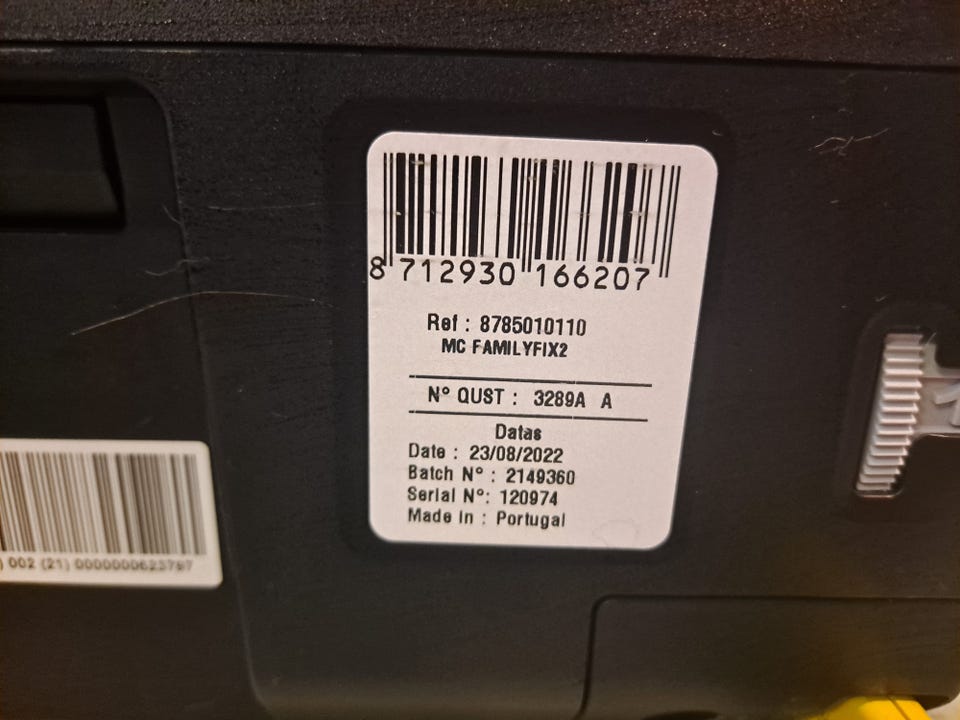 8 712930 166207
Ref : 8785010110
MC FAMILYFIX2
N° QUST : 3289A A
Datas
Date : 23/08/2022
Batch N° : 2149360
Serial N°: 120974
Made In : Portugal
) 002 (21) 0000000623787